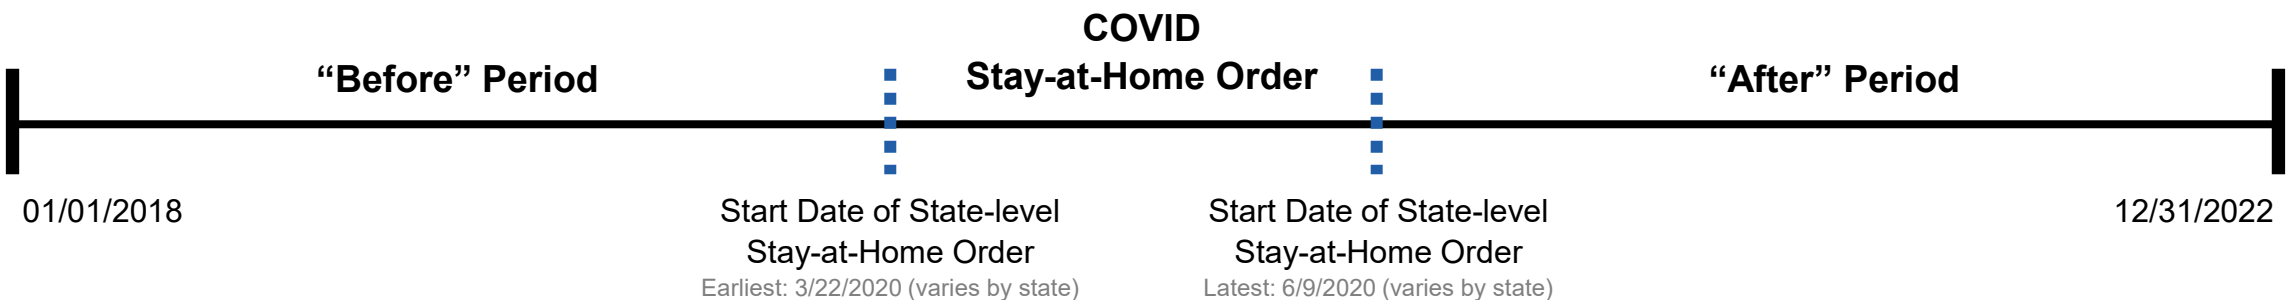 COVID
Stay-at-Home Order
“Before” Period
“After” Period
01/01/2018
Start Date of State-level
Stay-at-Home Order
Earliest: 3/22/2020 (varies by state)
Start Date of State-level
Stay-at-Home Order
Latest: 6/9/2020 (varies by state)
12/31/2022